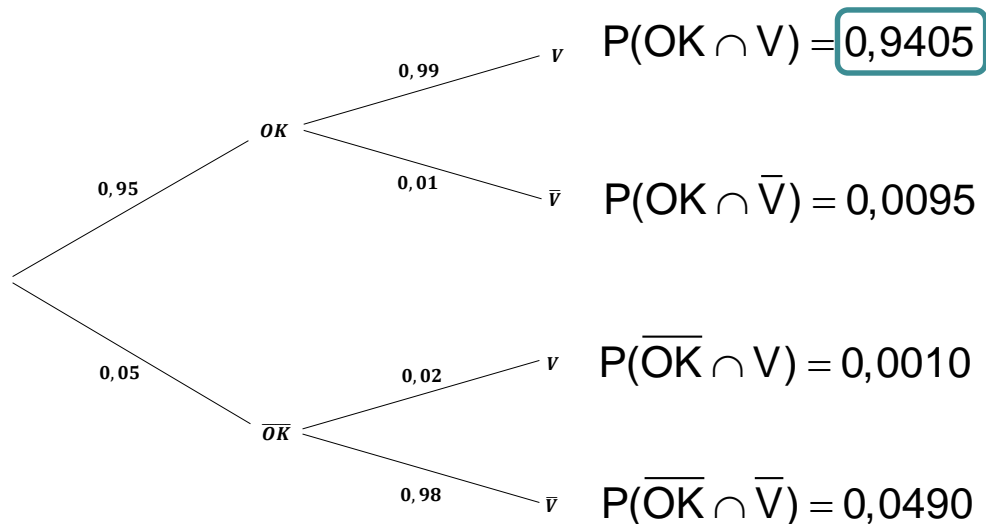 P(OK ∩ V) = 0,9405
0,99
V
OK
0,95
0,01
V̅
P(OK ∩ V̅) = 0,0095
0,05
0,02
V
P(O̅K̅ ∩ V) = 0,0010
O̅K̅
0,98
V̅
P(O̅K̅ ∩ V̅) = 0,0490